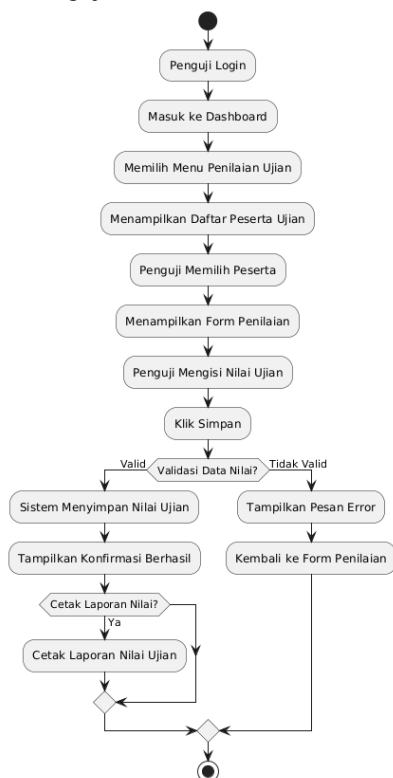 Penguji Login
Masuk ke Dashboard
Memilih Menu Penilaian Ujian
Menampilkan Daftar Peserta Ujian
Penguji Memilih Peserta
Menampilkan Form Penilaian
Penguji Mengisi Nilai Ujian
Klik Simpan
Valid
Validasi Data Nilai?
Tidak Valid
Sistem Menyimpan Nilai Ujian
Tampilkan Pesan Error
Tampilkan Konfirmasi Berhasil
Kembali ke Form Penilaian
Cetak Laporan Nilai?
Ya
Cetak Laporan Nilai Ujian